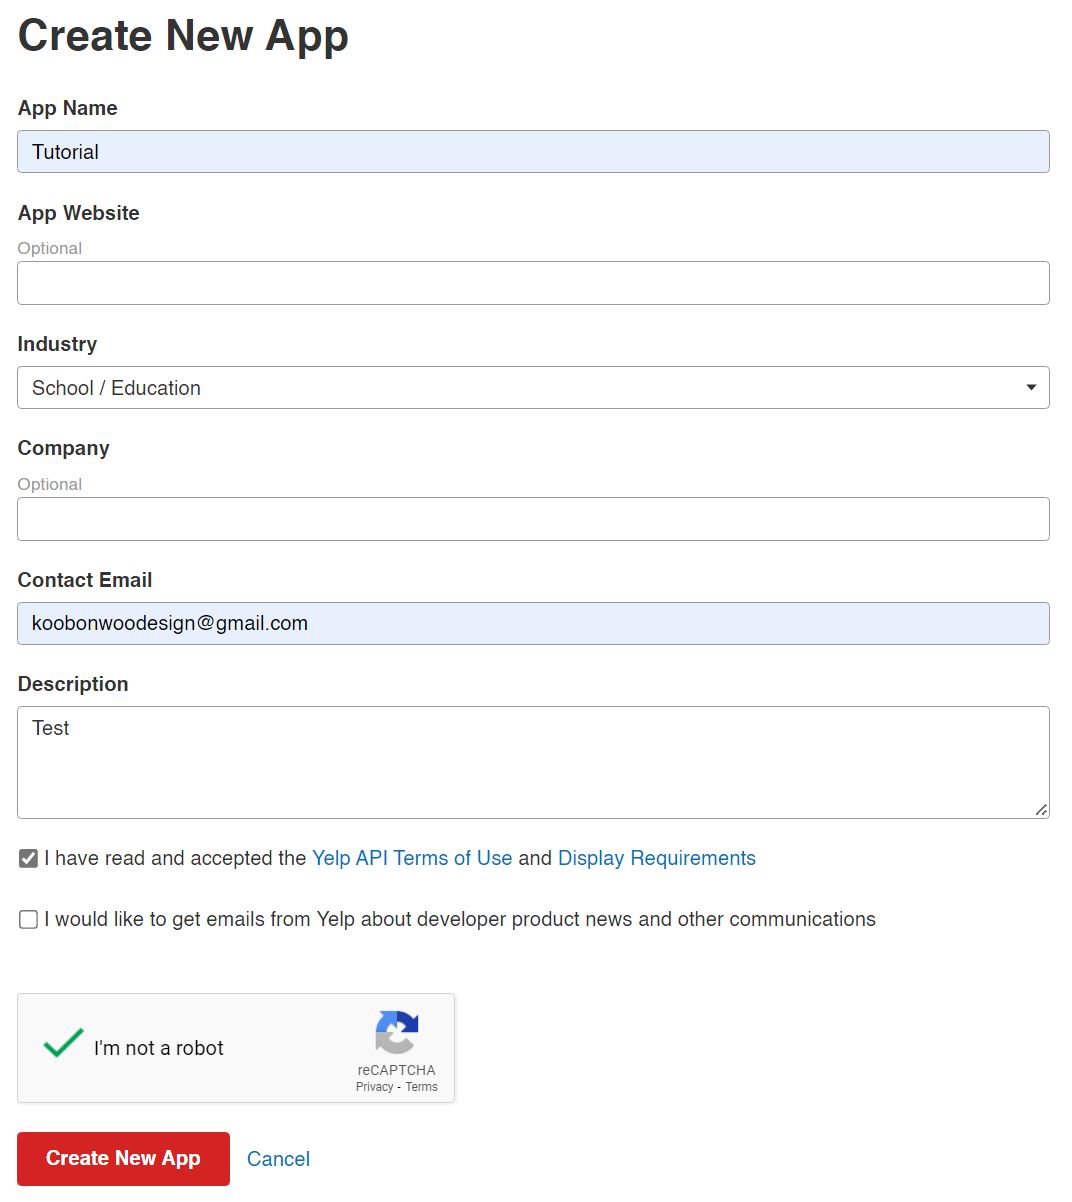 Create New App
App Name
Tutorial
App Website
Optional
Industry
School / Education
Company
Optional
Contact Email
koobonwoodesign@gmail.com
Description
Test
I have read and accepted the Yelp API Terms of Use and Display Requirements
I would like to get emails from Yelp about developer product news and other communications
I'm not a robot
reCAPTCHA
Privacy - Terms
Create New App Cancel